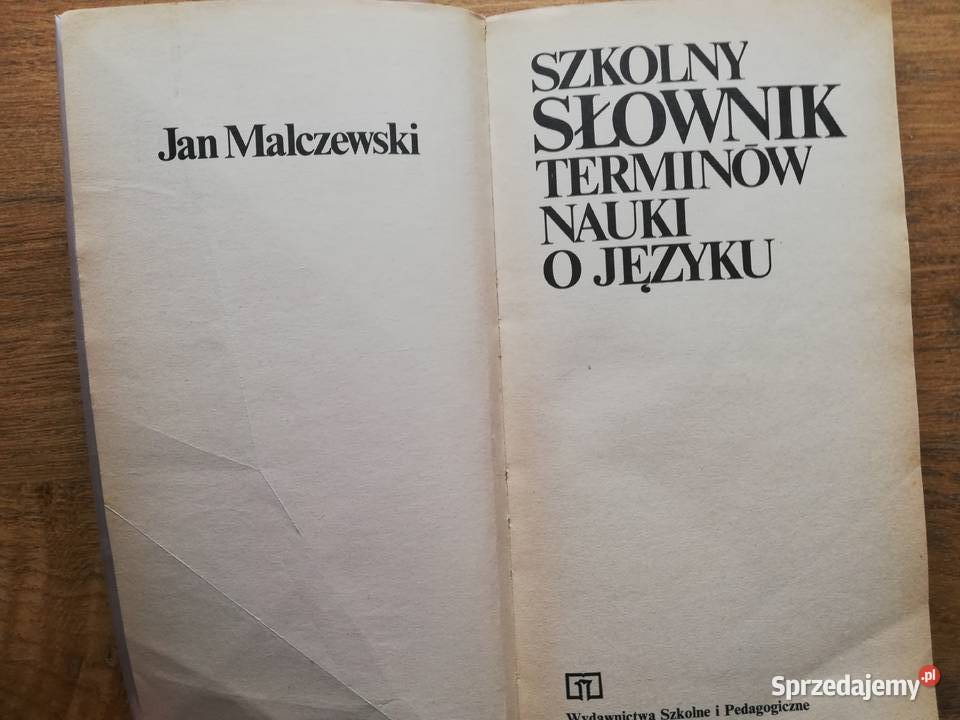 Jan Malczewski
SZKOLNY
SŁOWNIK
TERMINÓW
NAUKI
O JĘZYKU
Wydawnictwa Szkolne i Pedagogiczne
Sprzedajemy.pl